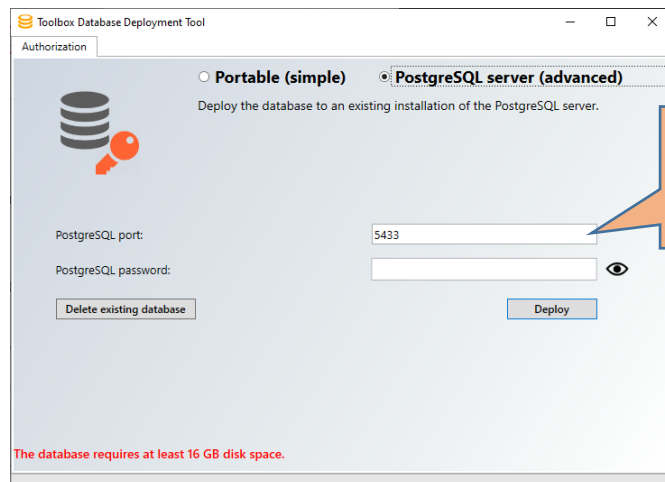 Toolbox Database Deployment Tool
Authorization
Portable (simple) PostgreSQL server (advanced)
Deploy the database to an existing installation of the PostgreSQL server.
PostgreSQL port: 5433
PostgreSQL password:
Delete existing database Deploy
The database requires at least 16 GB disk space.